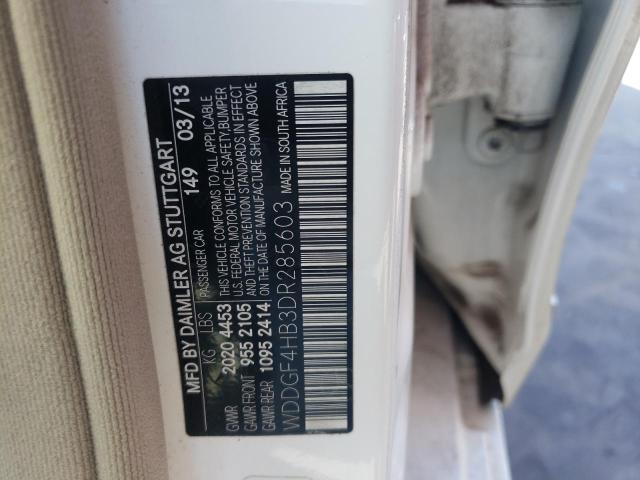 MFD BY DAIMLER AG STUTTGART
PASSENGER CAR 149 03/13
KG LBS
GVWR 2020 4453
GAWR FRONT 955 2105
GAWR REAR 1095 2414
THIS VEHICLE CONFORMS TO ALL APPLICABLE
U.S. FEDERAL MOTOR VEHICLE SAFETY, BUMPER
AND THEFT PREVENTION STANDARDS IN EFFECT
ON THE DATE OF MANUFACTURE SHOWN ABOVE
WDDGF4HB3DR285603 MADE IN SOUTH AFRICA